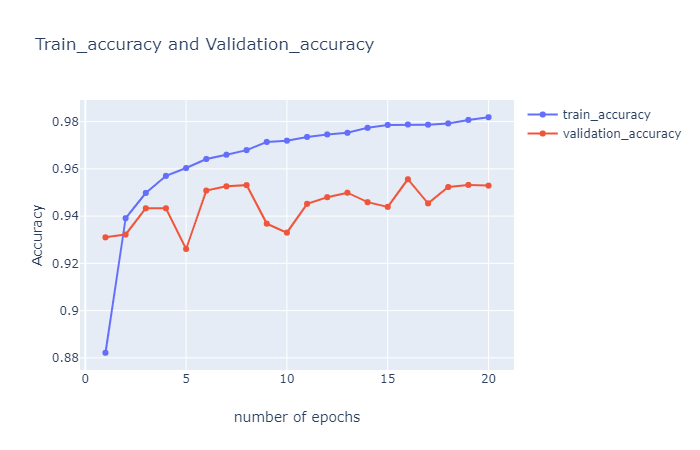 Train_accuracy and Validation_accuracy
train_accuracy
validation_accuracy
Accuracy
0.98
0.96
0.94
0.92
0.9
0.88
0 5 10 15 20
number of epochs